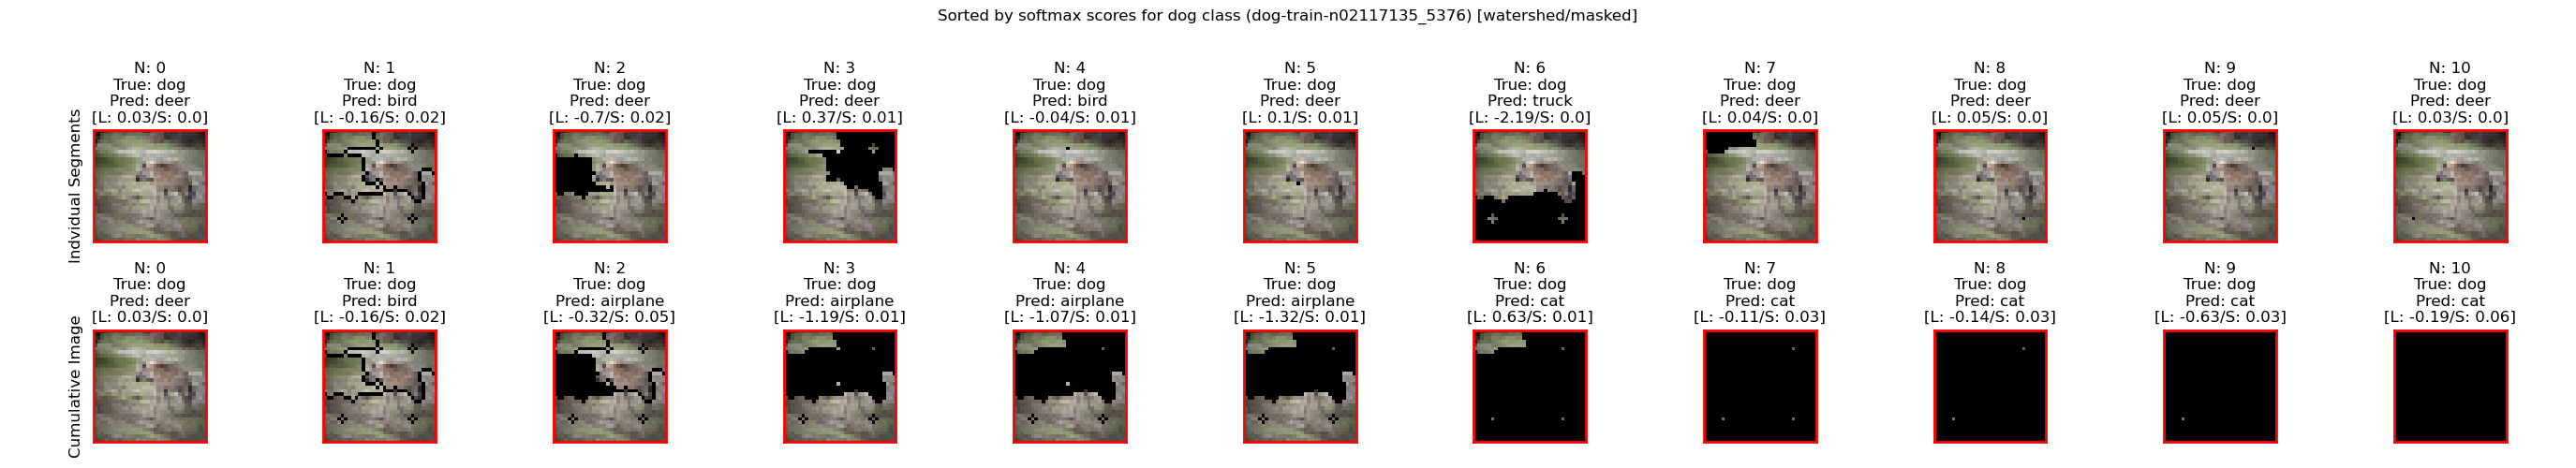 Sorted by softmax scores for dog class (dog-train-n02117135_5376) [watershed/masked]
Indvidual Segments
N: 0
True: dog
Pred: deer
[L: 0.03/S: 0.0]
N: 1
True: dog
Pred: bird
[L: -0.16/S: 0.02]
N: 2
True: dog
Pred: deer
[L: -0.7/S: 0.02]
N: 3
True: dog
Pred: deer
[L: 0.37/S: 0.01]
N: 4
True: dog
Pred: bird
[L: -0.04/S: 0.01]
N: 5
True: dog
Pred: deer
[L: 0.1/S: 0.01]
N: 6
True: dog
Pred: truck
[L: -2.19/S: 0.0]
N: 7
True: dog
Pred: deer
[L: 0.04/S: 0.0]
N: 8
True: dog
Pred: deer
[L: 0.05/S: 0.0]
N: 9
True: dog
Pred: deer
[L: 0.05/S: 0.0]
N: 10
True: dog
Pred: deer
[L: 0.03/S: 0.0]
Cumulative Image
N: 0
True: dog
Pred: deer
[L: 0.03/S: 0.0]
N: 1
True: dog
Pred: bird
[L: -0.16/S: 0.02]
N: 2
True: dog
Pred: airplane
[L: -0.32/S: 0.05]
N: 3
True: dog
Pred: airplane
[L: -1.19/S: 0.01]
N: 4
True: dog
Pred: airplane
[L: -1.07/S: 0.01]
N: 5
True: dog
Pred: airplane
[L: -1.32/S: 0.01]
N: 6
True: dog
Pred: cat
[L: 0.63/S: 0.01]
N: 7
True: dog
Pred: cat
[L: -0.11/S: 0.03]
N: 8
True: dog
Pred: cat
[L: -0.14/S: 0.03]
N: 9
True: dog
Pred: cat
[L: -0.63/S: 0.03]
N: 10
True: dog
Pred: cat
[L: -0.19/S: 0.06]